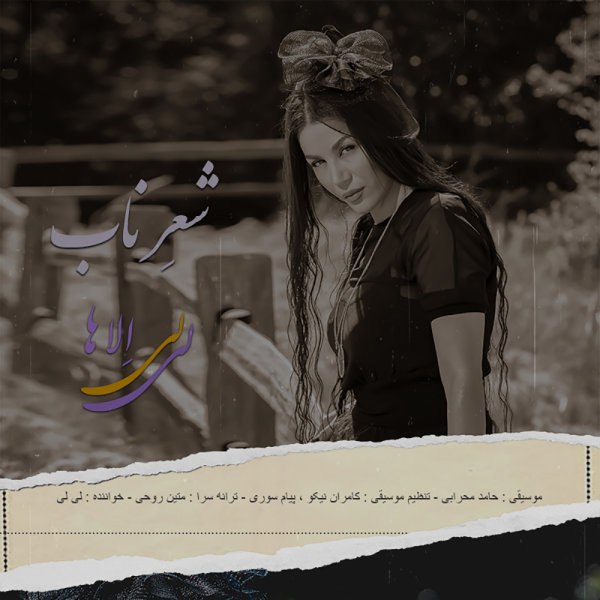 شعرِ ناب
لی لی
اِلاها
موسیقی : حامد محرابی - تنظیم موسیقی : کامران نیکو ، پیام سوری - ترانه سرا : متین روحی - خواننده : لی لی